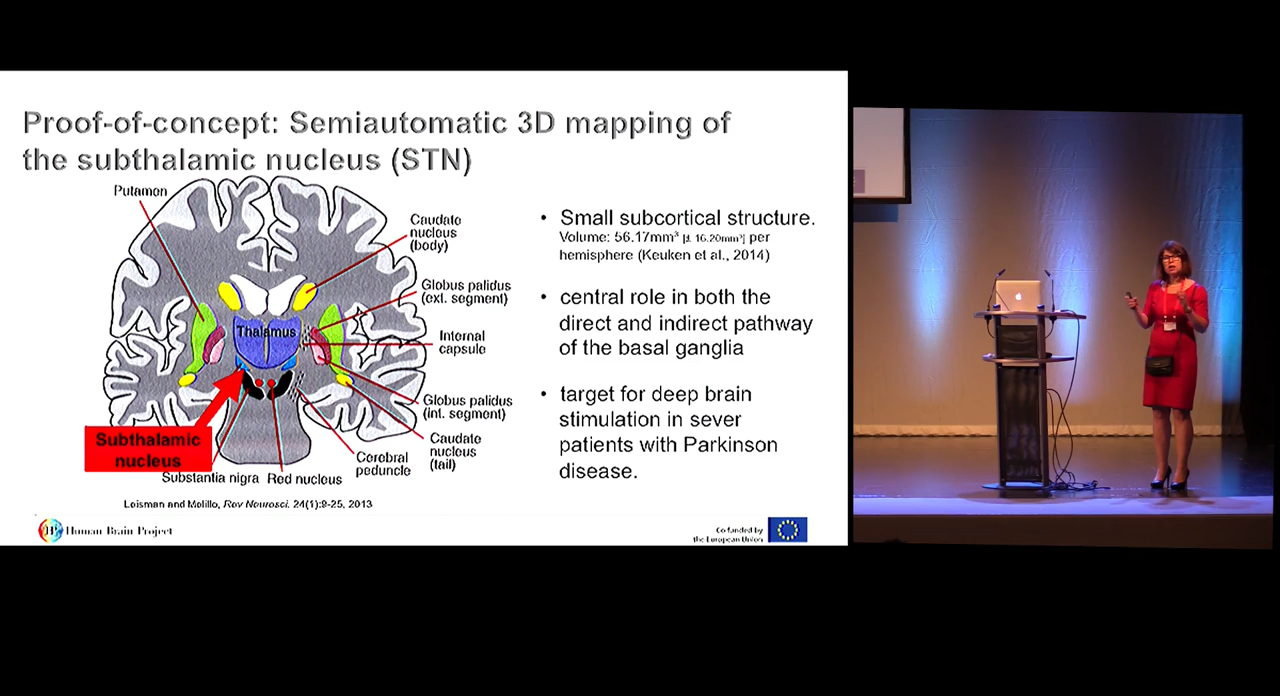 Proof-of-concept: Semiautomatic 3D mapping of
the subthalamic nucleus (STN)
Putamen
Caudate
nucleus
(body)
Globus palidus
(ext. segment)
Thalamus
Internal
capsule
Globus palidus
(int. segment)
Caudate
nucleus
(tail)
Cerebral
peduncle
Subthalamic
nucleus
Substantia nigra
Red nucleus
• Small subcortical structure.
Volume: 56.17mm³ [± 16.20mm³] per
hemisphere (Keuken et al., 2014)
• central role in both the
direct and indirect pathway
of the basal ganglia
• target for deep brain
stimulation in sever
patients with Parkinson
disease.
Leisman and Melillo, Rev Neurosci. 24(1):9-25, 2013
Human Brain Project
Co-funded by
the European Union